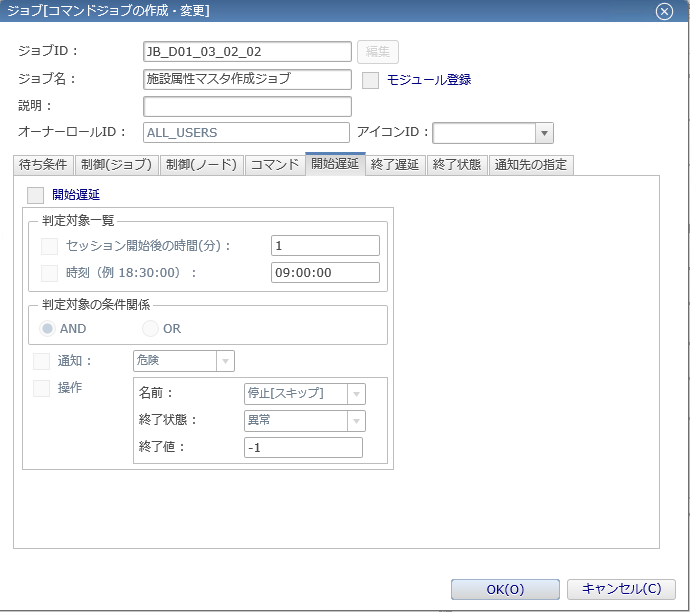 ジョブ[コマンドジョブの作成・変更]
ジョブID： JB_D01_03_02_02 編集
ジョブ名： 施設属性マスタ作成ジョブ モジュール登録
説明：
オーナーロールID： ALL_USERS アイコンID：
待ち条件 制御(ジョブ) 制御(ノード) コマンド 開始遅延 終了遅延 終了状態 通知先の指定
開始遅延
判定対象一覧
セッション開始後の時間(分)： 1
時刻（例 18:30:00）： 09:00:00
判定対象の条件関係
AND OR
通知： 危険
操作 名前： 停止[スキップ]
終了状態： 異常
終了値： -1
OK(O) キャンセル(C)